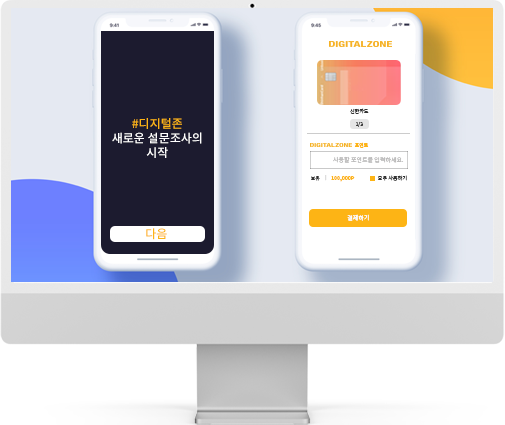 9:41
#디지털존
새로운 설문조사의
시작
다음
9:45
DIGITALZONE
신한카드
1/3
DIGITALZONE 포인트
사용할 포인트를 입력하세요.
보유 | 100,000P 모두 사용하기
결제하기